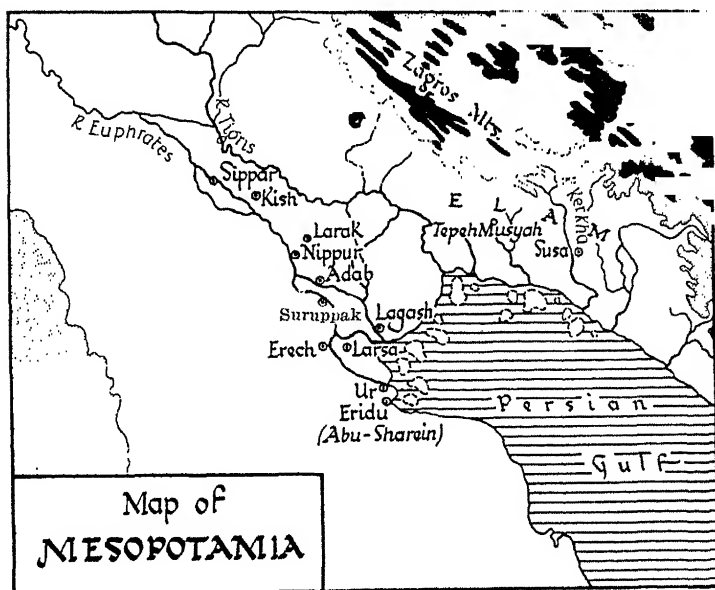 Zagros Mts.
R. Tigris
R Euphrates
Sippar
Kish
E L A M
Kerkha
Tepeh Musyah
Larak
Susa
Nippur
Adab
Suruppak
Lagash
Erech
Larsa
Ur
Eridu
(Abu-Sharein)
Persian
Gulf
Map of
MESOPOTAMIA